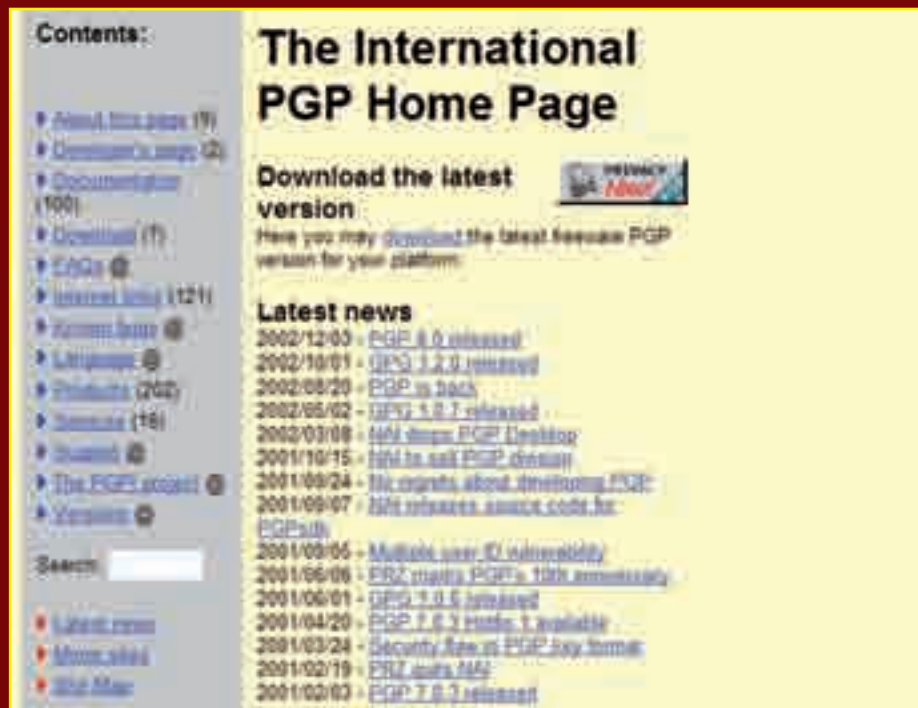 Contents:
About this page (9)
Developer's page (2)
Documentation
(100)
Download (7)
FAQs
Internet links (121)
Known bugs
Language
Products (202)
Services (16)
Support
The PGPi project
Versions
Search:
Latest news
Mirror sites
Site Map
The International
PGP Home Page
Download the latest
version
PRIVACY
NOW!
Here you may download the latest freeware PGP
version for your platform:
Latest news
2002/12/03 - PGP 8.0 released
2002/10/01 - GPG 1.2.0 released
2002/08/20 - PGP is back
2002/05/02 - GPG 1.0.7 released
2002/03/08 - NAI drops PGP Desktop
2001/10/15 - NAI to sell PGP division
2001/09/24 - No regrets about developing PGP
2001/09/07 - NAI releases source code for
PGPsdk
2001/09/05 - Multiple user ID vulnerability
2001/06/06 - PRZ marks PGP's 10th anniversary
2001/06/01 - GPG 1.0.6 released
2001/04/20 - PGP 7.0.3 Hotfix 1 available
2001/03/24 - Security flaw in PGP key format
2001/02/19 - PRZ quits NAI
2001/02/03 - PGP 7.0.3 released